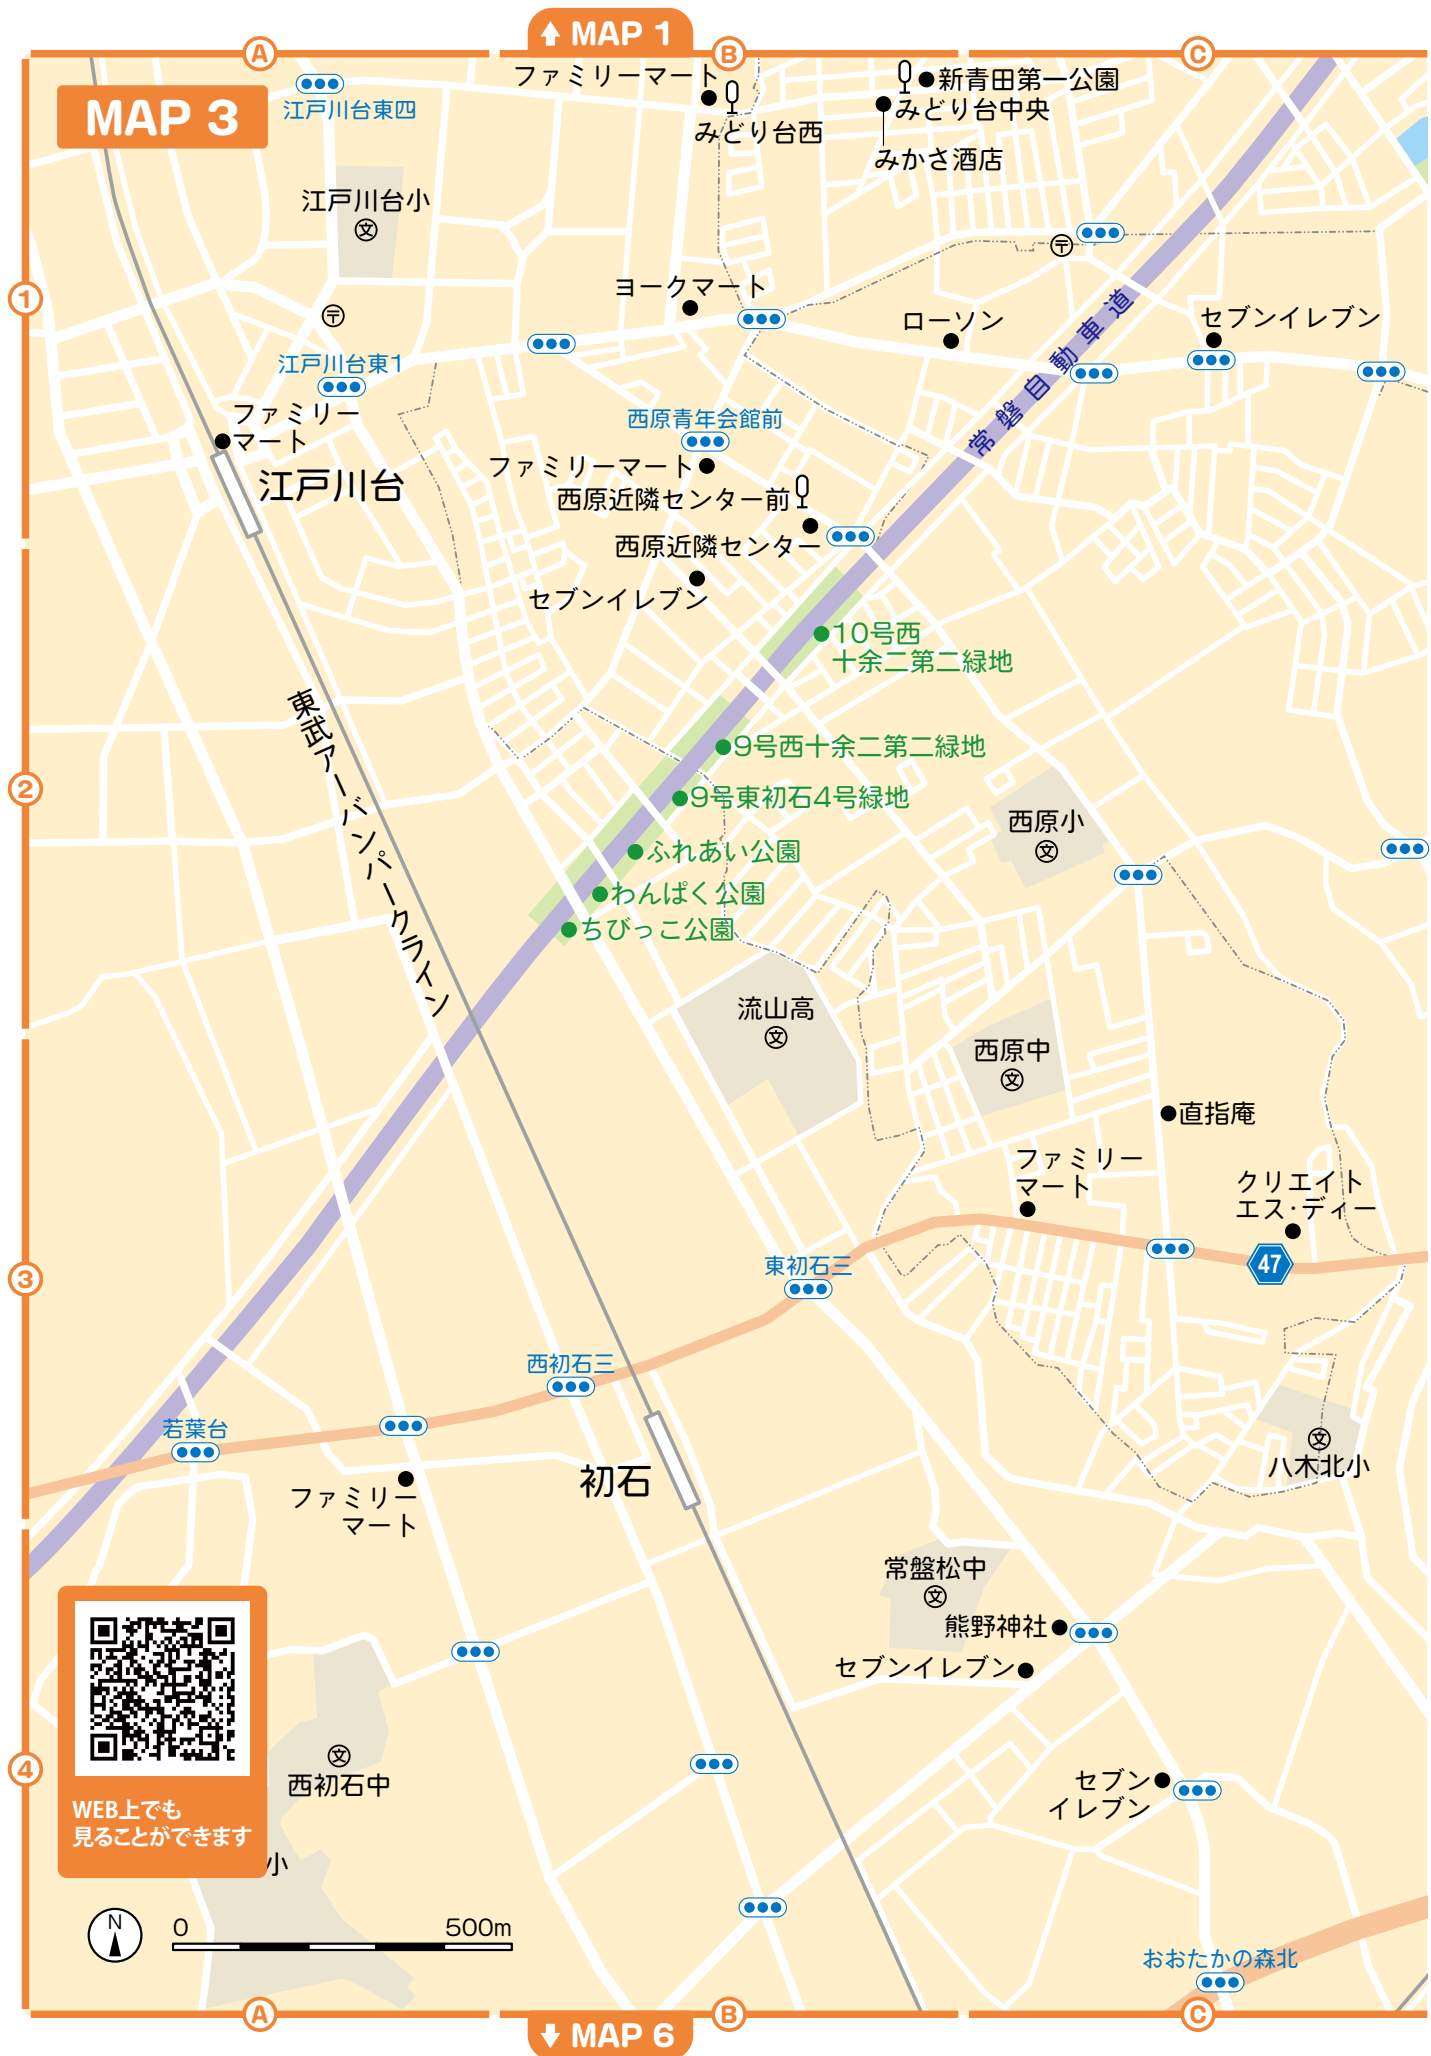 MAP 1
A
B
C
MAP 3
江戸川台東四
ファミリーマート
みどり台西
新青田第一公園
みどり台中央
みかさ酒店
江戸川台小
文
1
〒
〒
ヨークマート
ローソン
セブンイレブン
常磐自動車道
江戸川台東1
ファミリー
マート
江戸川台
西原青年会館前
ファミリーマート
西原近隣センター前
西原近隣センター
セブンイレブン
10号西
十余二第二緑地
東武アーバンパークライン
9号西十余二第二緑地
2
9号東初石4号緑地
西原小
文
ふれあい公園
わんぱく公園
ちびっこ公園
流山高
文
西原中
文
直指庵
ファミリー
マート
クリエイト
エス・ディー
47
3
東初石三
西初石三
若葉台
初石
ファミリー
マート
文
八木北小
常盤松中
文
熊野神社
セブンイレブン
4
文
西初石中
セブン
イレブン
WEB上でも
見ることができます
小
N
0
500m
おおたかの森北
A
B
C
MAP 6